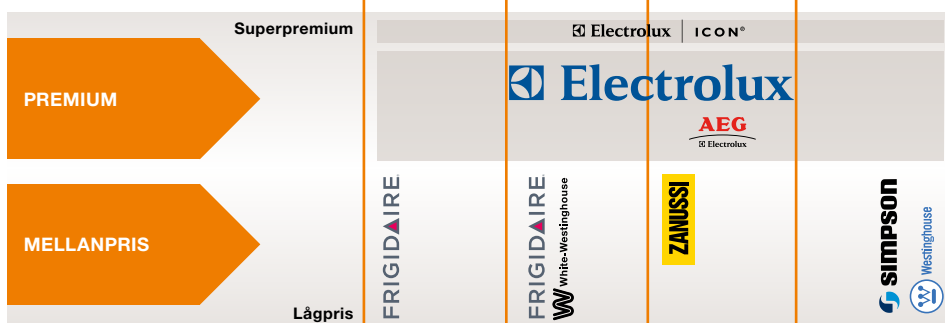 Superpremium
Electrolux ICON®
PREMIUM
Electrolux
AEG
Electrolux
MELLANPRIS
FRIGIDAIRE
FRIGIDAIRE
White-Westinghouse
ZANUSSI
SIMPSON
Westinghouse
Lågpris